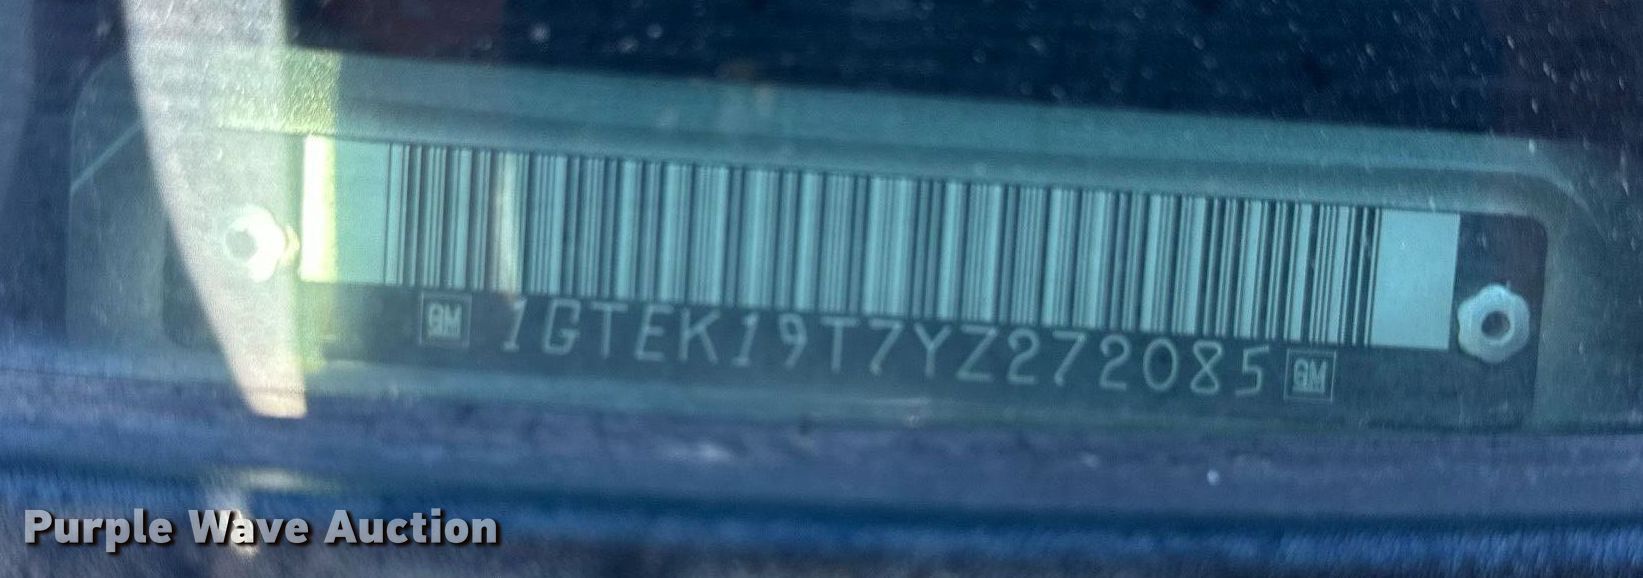 GM 1GTEK19T7YZ272085 GM
Purple Wave Auction